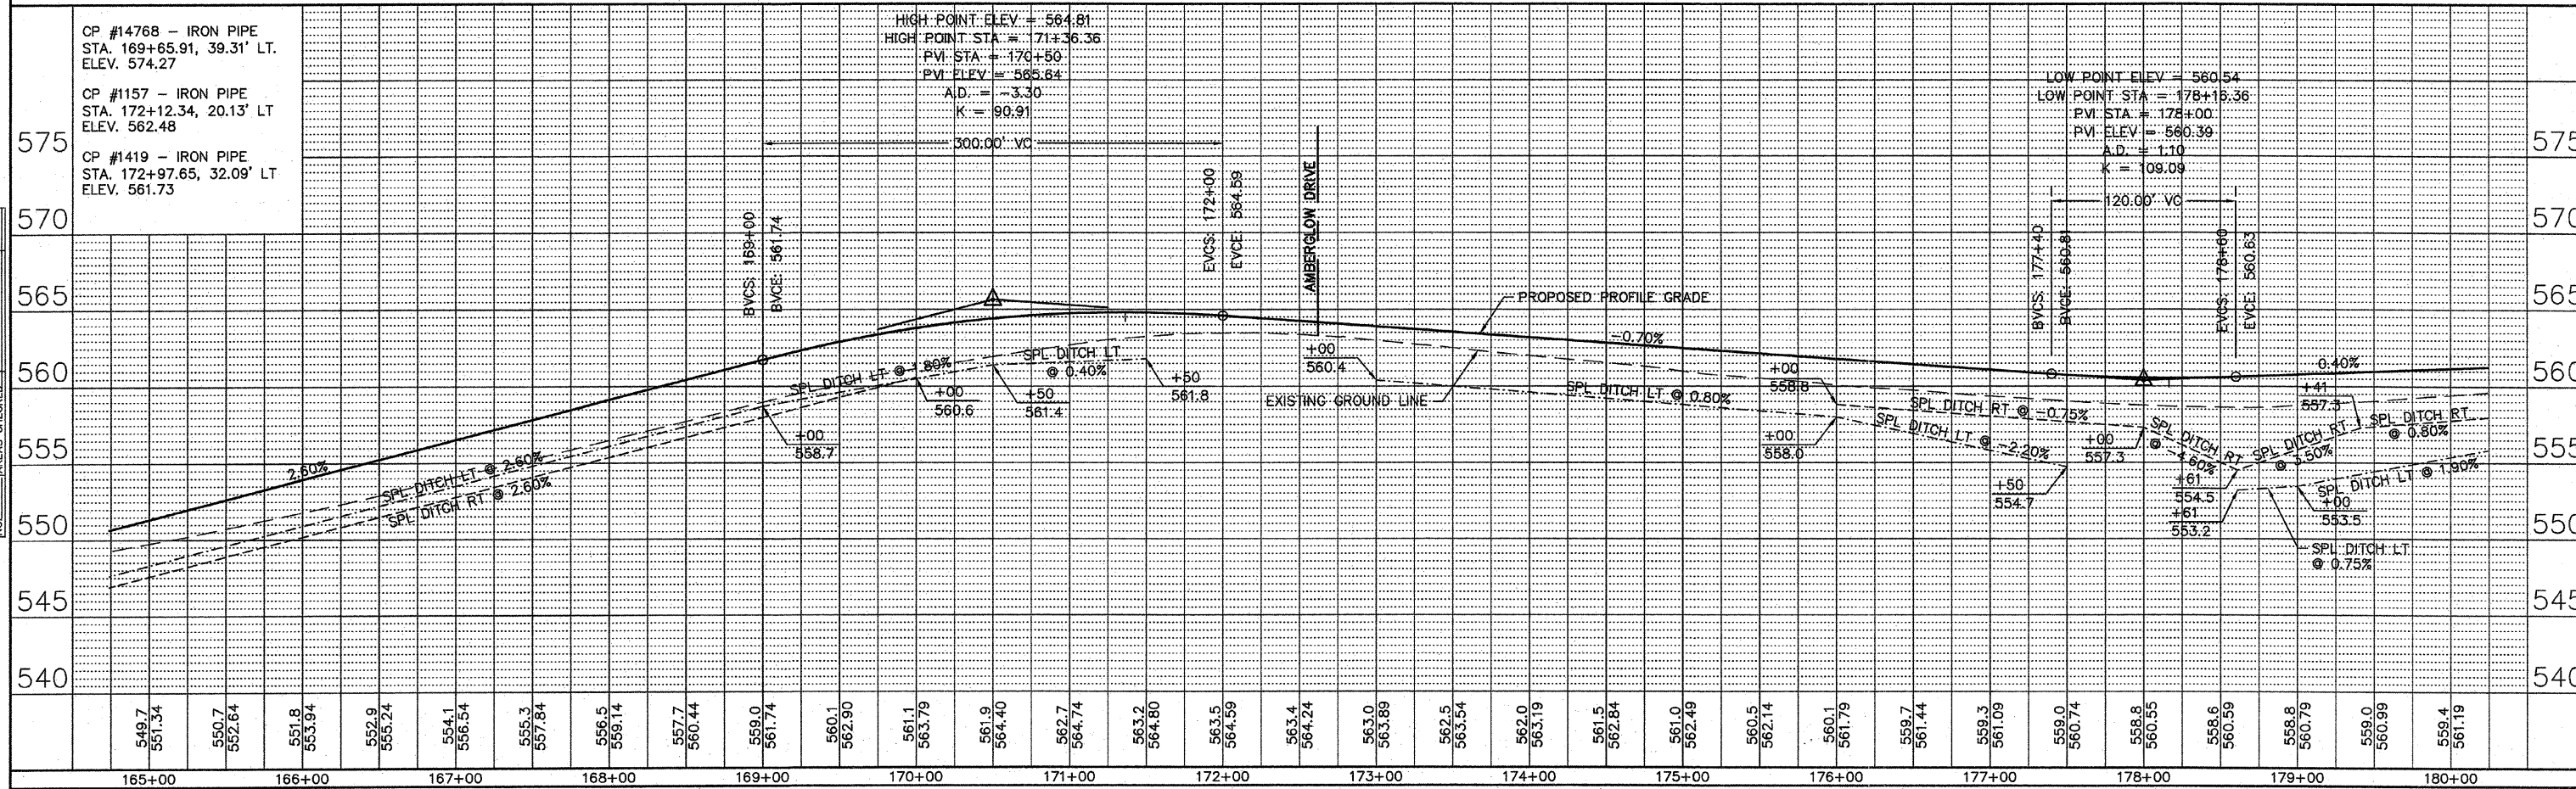 CP #14768 – IRON PIPE
STA. 169+65.91, 39.31' LT.
ELEV. 574.27
CP #1157 – IRON PIPE
STA. 172+12.34, 20.13' LT
ELEV. 562.48
CP #1419 – IRON PIPE
STA. 172+97.65, 32.09' LT
ELEV. 561.73
HIGH POINT ELEV = 564.81
HIGH POINT STA = 171+36.36
PVI STA = 170+50
PVI ELEV = 565.64
A.D. = -3.30
K = 90.91
300.00' VC
LOW POINT ELEV = 560.54
LOW POINT STA = 178+16.36
PVI STA = 178+00
PVI ELEV = 560.39
A.D. = 1.10
K = 109.09
120.00' VC
575
570
565
560
555
550
545
540
BVCS: 169+00
BVCE: 561.74
EVCS: 172+00
EVCE: 564.59
AMBERGLOW DRIVE
BVCS: 177+40
BVCE: 560.81
EVCS: 178+60
EVCE: 560.63
PROPOSED PROFILE GRADE
EXISTING GROUND LINE
2.60%
-0.70%
0.40%
SPL DITCH LT @ 2.60%
SPL DITCH RT @ 2.60%
SPL DITCH LT @ 1.80%
SPL DITCH LT
@ 0.40%
+00
558.7
+00
560.6
+50
561.4
+50
561.8
+00
560.4
SPL DITCH LT @ 0.80%
+00
558.8
+00
558.0
SPL DITCH RT @ -0.75%
SPL DITCH LT @ -2.20%
+50
554.7
+00
557.3
SPL DITCH RT
@ -4.60%
+61
554.5
+61
553.2
SPL DITCH RT
@ 3.50%
+41
557.3
SPL DITCH RT
@ 0.80%
SPL DITCH LT @ 1.90%
+00
553.5
SPL DITCH LT
@ 0.75%
575
570
565
560
555
550
545
540
549.7
551.34
550.7
552.64
551.8
553.94
552.9
555.24
554.1
556.54
555.3
557.84
556.5
559.14
557.7
560.44
559.0
561.74
560.1
562.90
561.1
563.79
561.9
564.40
562.7
564.74
563.2
564.80
563.5
564.59
563.4
564.24
563.0
563.89
562.5
563.54
562.0
563.19
561.5
562.84
561.0
562.49
560.5
562.14
560.1
561.79
559.7
561.44
559.3
561.09
559.0
560.74
558.8
560.55
558.6
560.59
558.8
560.79
559.0
560.99
559.4
561.19
165+00
166+00
167+00
168+00
169+00
170+00
171+00
172+00
173+00
174+00
175+00
176+00
177+00
178+00
179+00
180+00